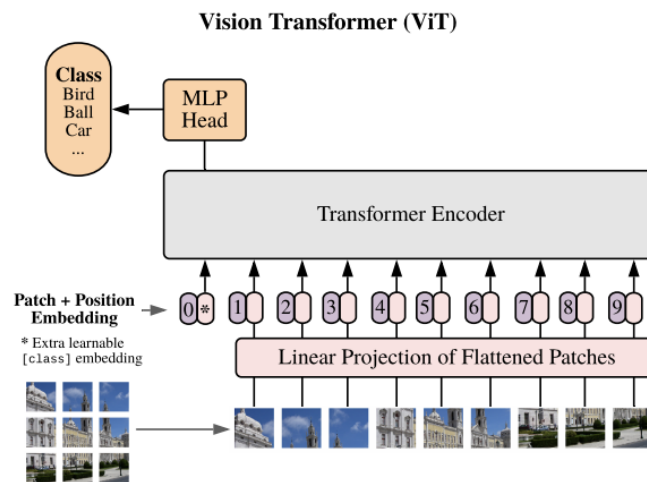 Vision Transformer (ViT)
Class
Bird
Ball
Car
...
MLP
Head
Transformer Encoder
Patch + Position
Embedding
0 * 1 2 3 4 5 6 7 8 9
* Extra learnable
[class] embedding
Linear Projection of Flattened Patches